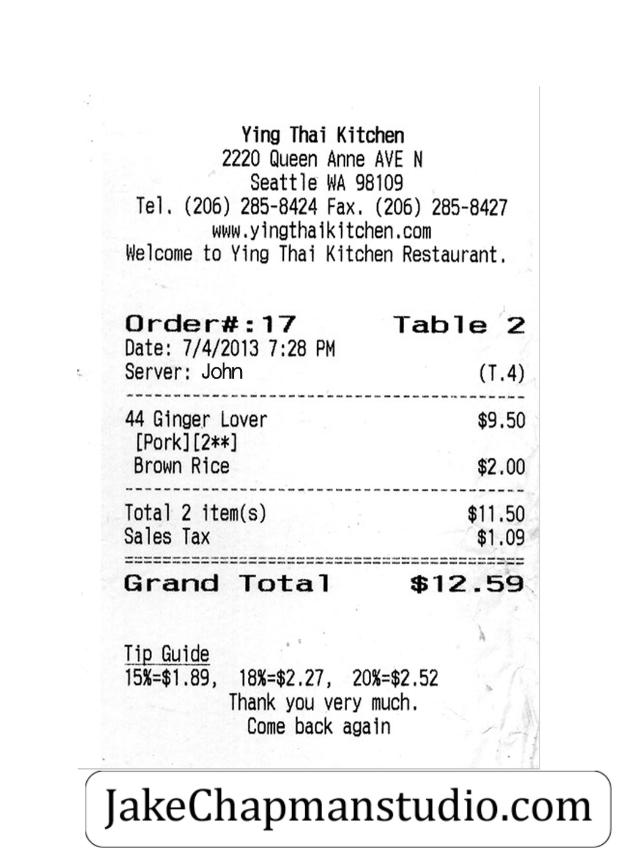 Ying Thai Kitchen
2220 Queen Anne AVE N
Seattle WA 98109
Tel. (206) 285-8424 Fax. (206) 285-8427
www.yingthaikitchen.com
Welcome to Ying Thai Kitchen Restaurant.
Order#:17 Table 2
Date: 7/4/2013 7:28 PM
Server: John (T.4)
44 Ginger Lover $9.50
[Pork][2**]
Brown Rice $2.00
Total 2 item(s) $11.50
Sales Tax $1.09
Grand Total $12.59
Tip Guide
15%=$1.89, 18%=$2.27, 20%=$2.52
Thank you very much.
Come back again
JakeChapmanstudio.com